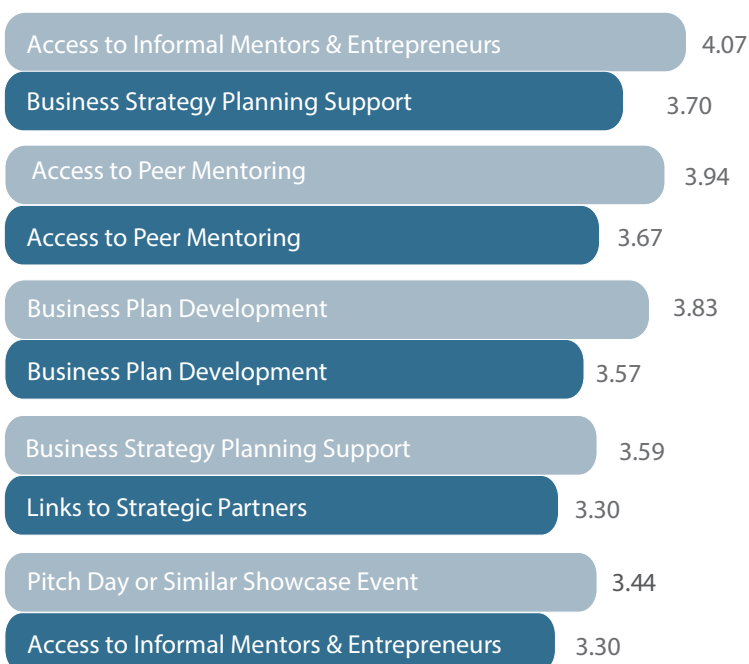 Access to Informal Mentors & Entrepreneurs 4.07
Business Strategy Planning Support 3.70
Access to Peer Mentoring 3.94
Access to Peer Mentoring 3.67
Business Plan Development 3.83
Business Plan Development 3.57
Business Strategy Planning Support 3.59
Links to Strategic Partners 3.30
Pitch Day or Similar Showcase Event 3.44
Access to Informal Mentors & Entrepreneurs 3.30